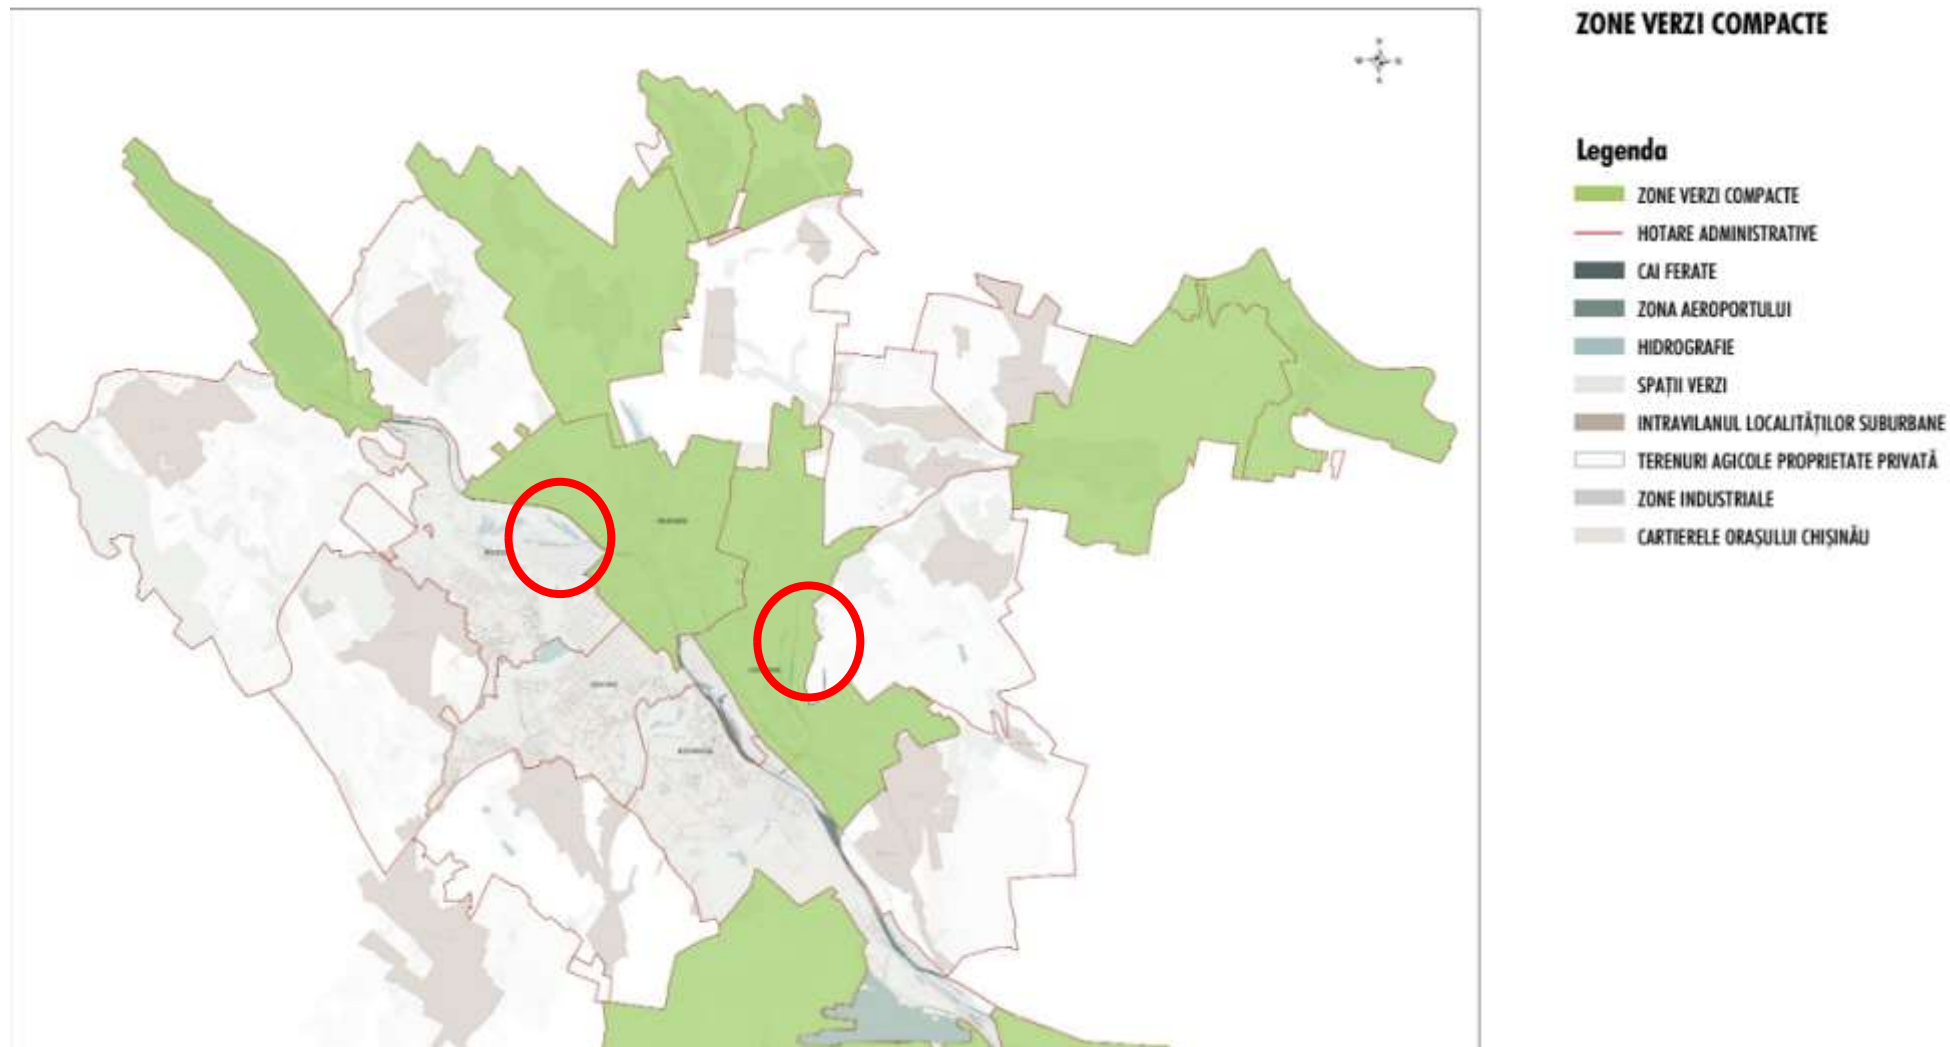 ZONE VERZI COMPACTE
Legenda
ZONE VERZI COMPACTE
HOTARE ADMINISTRATIVE
CAI FERATE
ZONA AEROPORTULUI
HIDROGRAFIE
SPAȚII VERZI
INTRAVILANUL LOCALITĂȚILOR SUBURBANE
TERENURI AGICOLE PROPRIETATE PRIVATĂ
ZONE INDUSTRIALE
CARTIERELE ORAȘULUI CHIȘINĂU